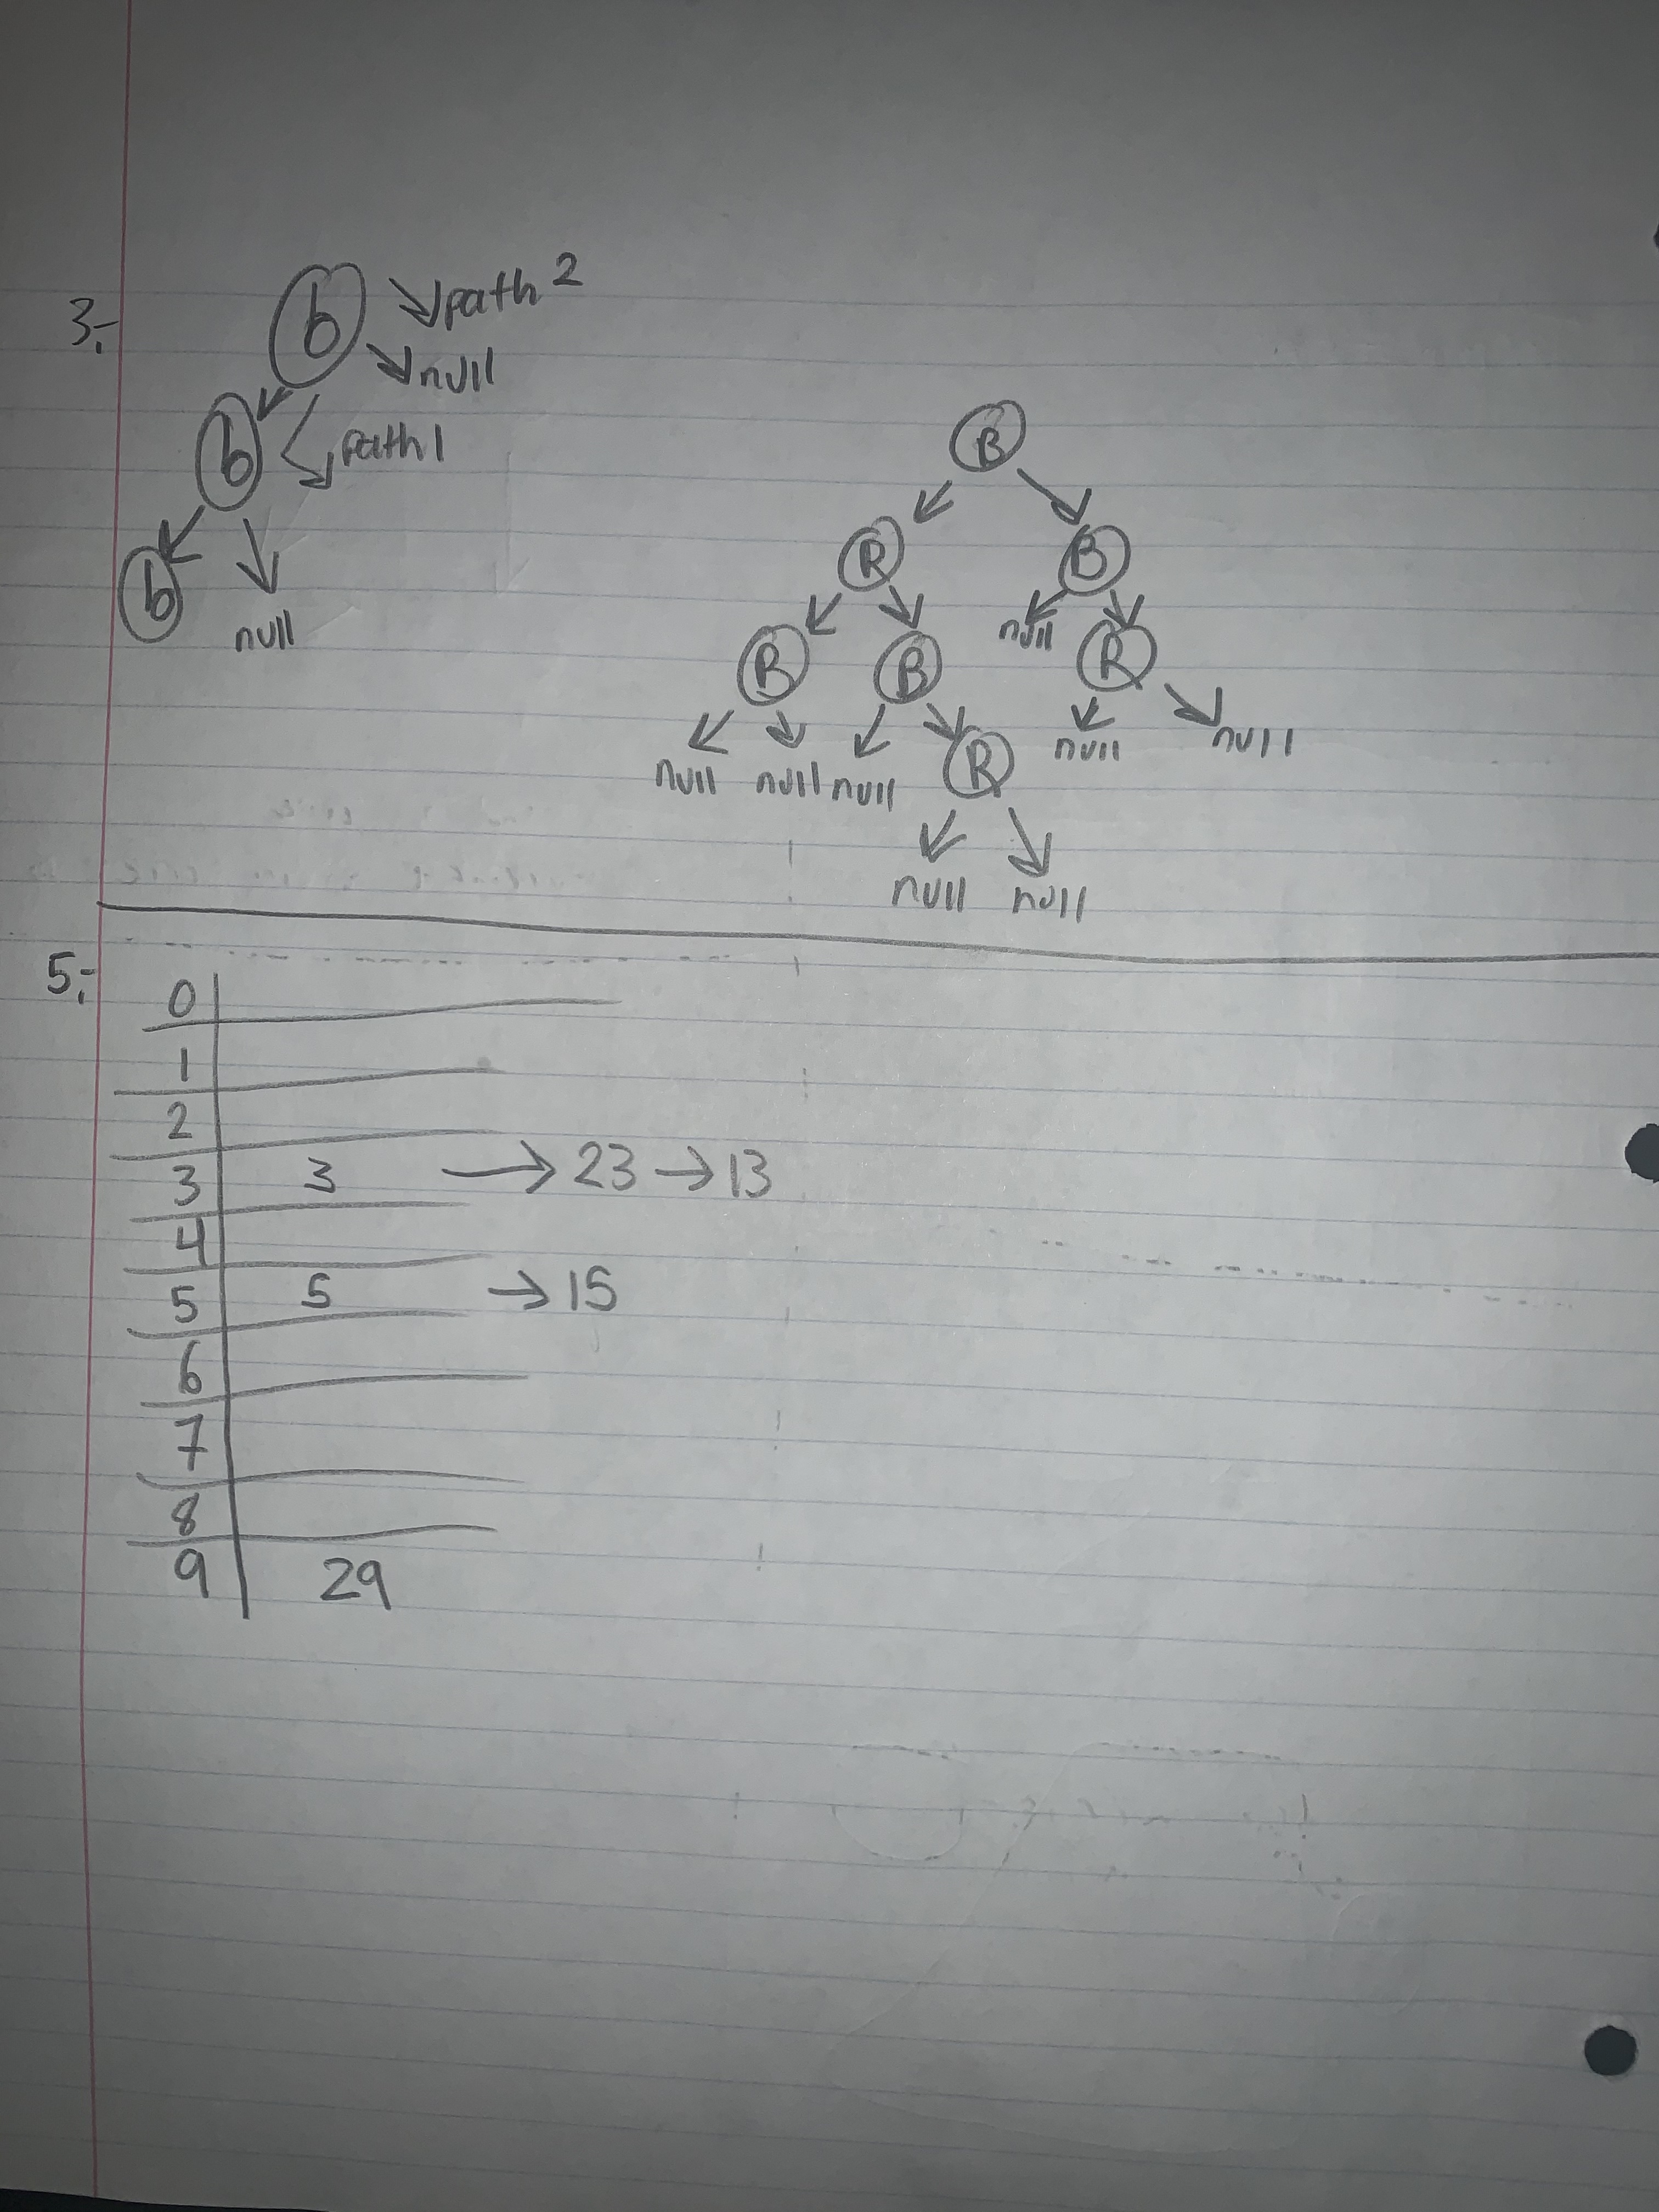 3.-
b path 2
null
b path 1
b null
B
R B
B B null R
null null null R null null
null null
5.-
0
1
2
3 3 → 23 → 13
4
5 5 → 15
6
7
8
9 29